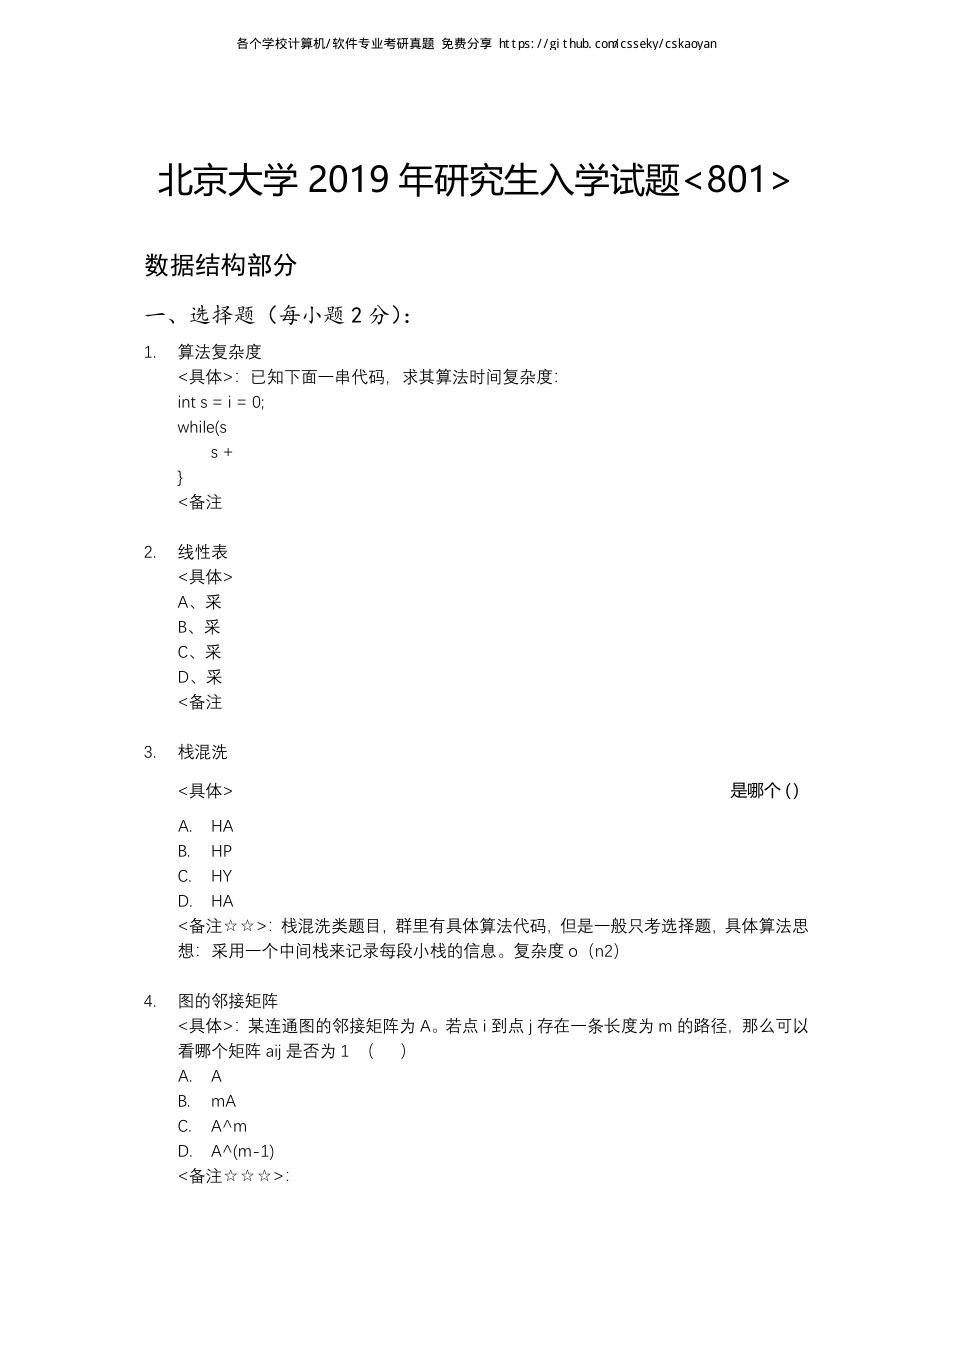 各个学校计算机/软件专业考研真题 免费分享 https://github.com/csseky/cskaoyan
北京大学 2019 年研究生入学试题<801>
数据结构部分
一、选择题（每小题 2 分）：
1. 算法复杂度
<具体>：已知下面一串代码，求其算法时间复杂度：
int s = i = 0;
while(s
s +
}
<备注
2. 线性表
<具体>
A、采
B、采
C、采
D、采
<备注
3. 栈混洗
<具体> 是哪个 ( )
A. HA
B. HP
C. HY
D. HA
<备注☆☆>：栈混洗类题目，群里有具体算法代码，但是一般只考选择题，具体算法思
想：采用一个中间栈来记录每段小栈的信息。复杂度 o（n2）
4. 图的邻接矩阵
<具体>：某连通图的邻接矩阵为 A。若点 i 到点 j 存在一条长度为 m 的路径，那么可以
看哪个矩阵 aij 是否为 1 （ ）
A. A
B. mA
C. A^m
D. A^(m-1)
<备注☆☆☆>：